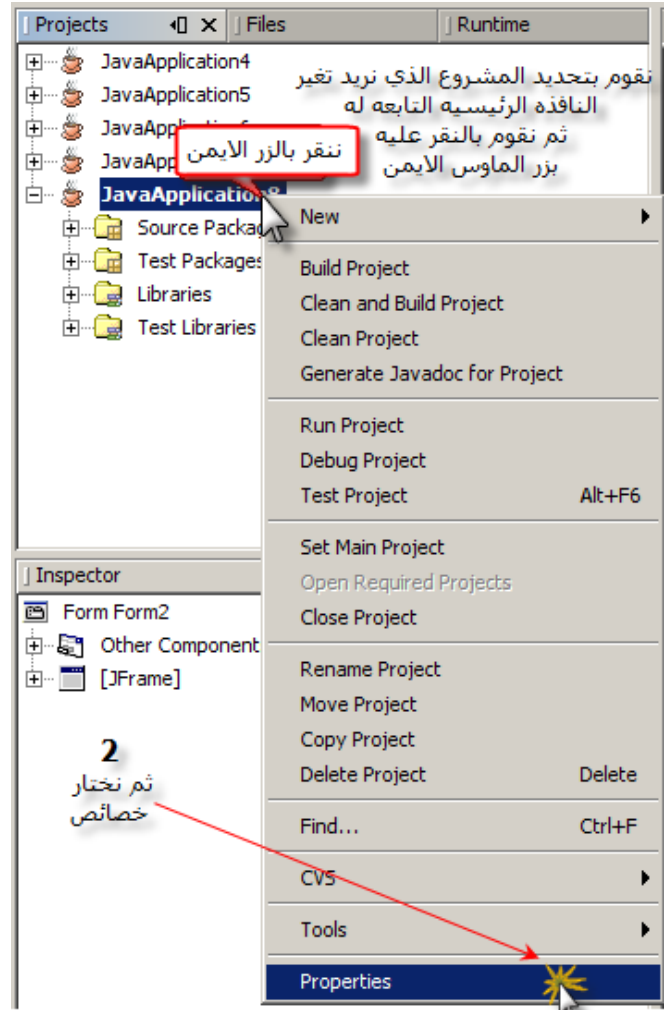 Projects
Files
Runtime
JavaApplication4
JavaApplication5
نقوم بتحديد المشروع الذي نريد تغير
النافذه الرئيسيه التابعه له
ثم نقوم بالنقر عليه
بزر الماوس الايمن
ننقر بالزر الايمن
JavaApplication8
Source Packag
Test Packages
Libraries
Test Libraries
New
Build Project
Clean and Build Project
Clean Project
Generate Javadoc for Project
Run Project
Debug Project
Test Project Alt+F6
Set Main Project
Open Required Projects
Close Project
Rename Project
Move Project
Copy Project
Delete Project Delete
Find... Ctrl+F
CVS
Tools
Properties
Inspector
Form Form2
Other Component
[JFrame]
2
ثم نختار
خصائص